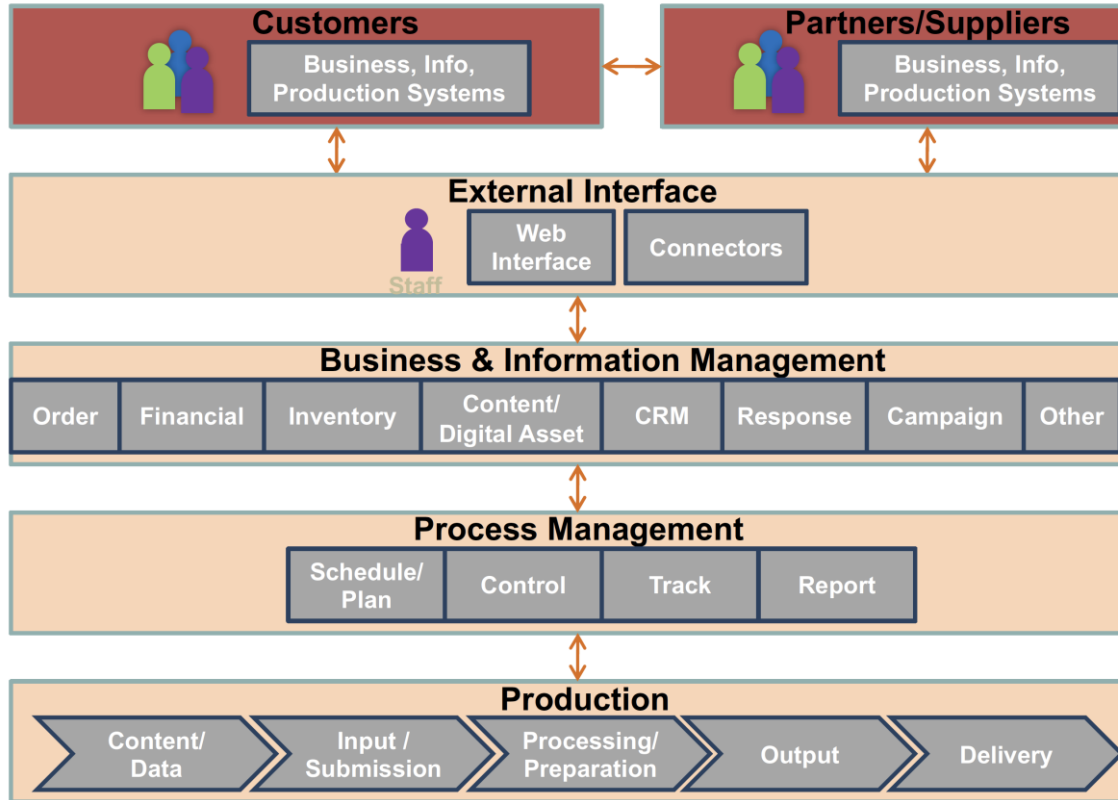 Customers
Business, Info,
Production Systems
Partners/Suppliers
Business, Info,
Production Systems
External Interface
Staff
Web
Interface
Connectors
Business & Information Management
Order
Financial
Inventory
Content/
Digital Asset
CRM
Response
Campaign
Other
Process Management
Schedule/
Plan
Control
Track
Report
Production
Content/
Data
Input /
Submission
Processing/
Preparation
Output
Delivery